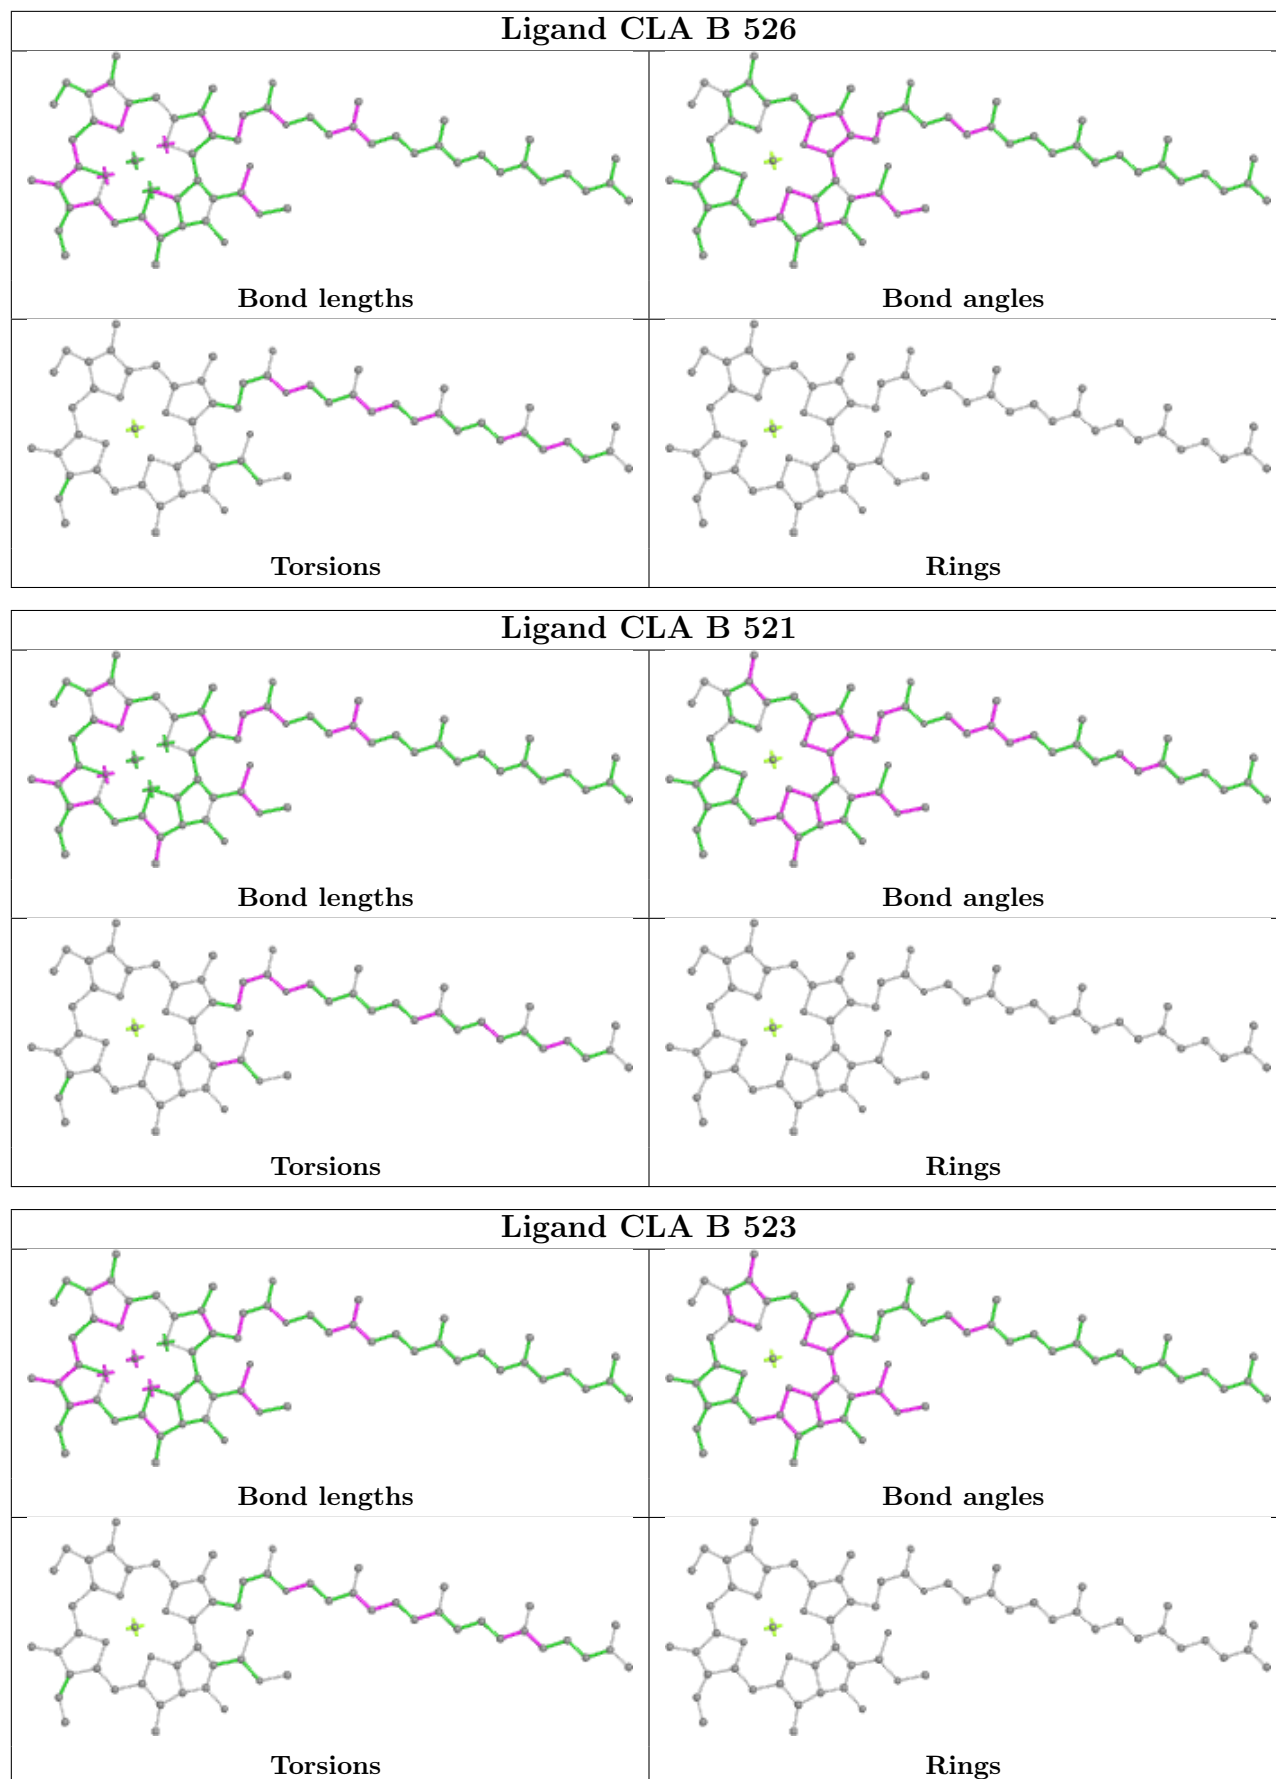 Ligand CLA B 526
Bond lengths
Bond angles
Torsions
Rings
Ligand CLA B 521
Bond lengths
Bond angles
Torsions
Rings
Ligand CLA B 523
Bond lengths
Bond angles
Torsions
Rings